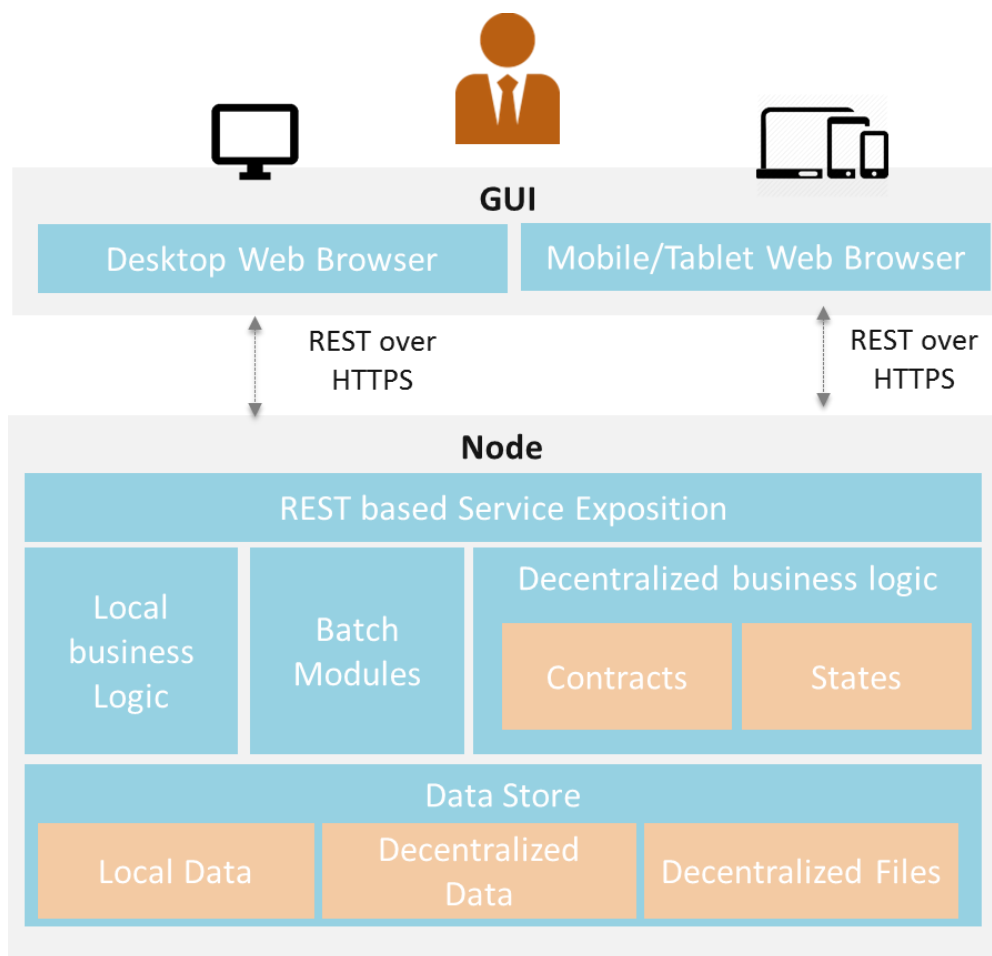 GUI
Desktop Web Browser
Mobile/Tablet Web Browser
REST over
HTTPS
REST over
HTTPS
Node
REST based Service Exposition
Local
business
Logic
Batch
Modules
Decentralized business logic
Contracts
States
Data Store
Local Data
Decentralized
Data
Decentralized Files